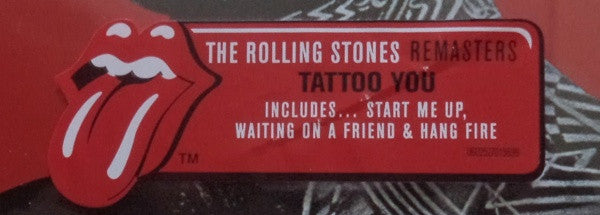 THE ROLLING STONES REMASTERS
TATTOO YOU
INCLUDES... START ME UP,
WAITING ON A FRIEND & HANG FIRE
TM